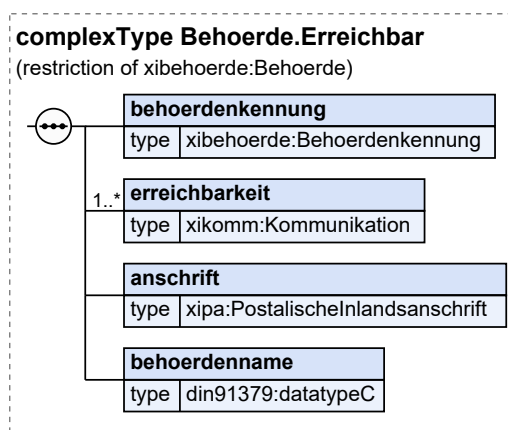 complexType Behoerde.Erreichbar
(restriction of xibehoerde:Behoerde)
behoerdenkennung
type xibehoerde:Behoerdenkennung
1..* erreichbarkeit
type xikomm:Kommunikation
anschrift
type xipa:PostalischeInlandsanschrift
behoerdenname
type din91379:datatypeC